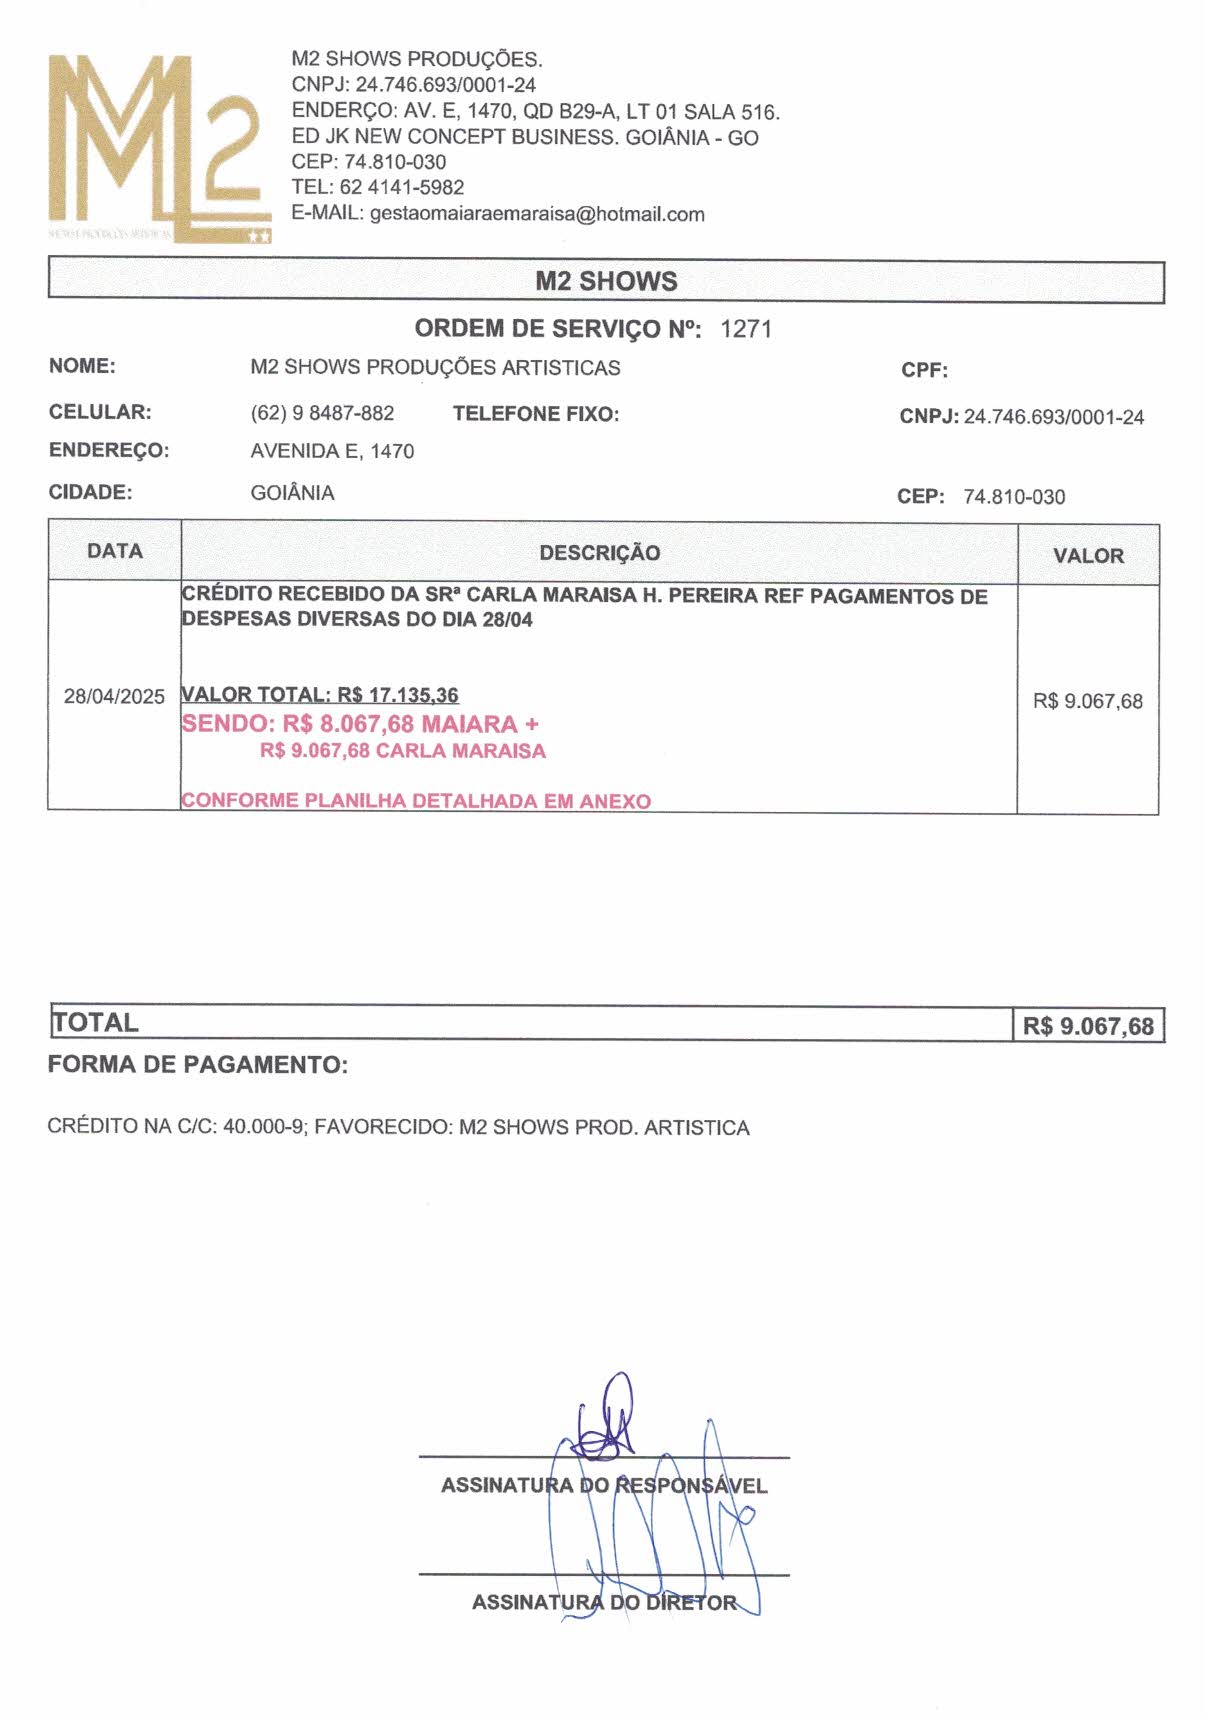 M2
M2 SHOWS PRODUÇÕES.
CNPJ: 24.746.693/0001-24
ENDERÇO: AV. E, 1470, QD B29-A, LT 01 SALA 516.
ED JK NEW CONCEPT BUSINESS. GOIÂNIA - GO
CEP: 74.810-030
TEL: 62 4141-5982
E-MAIL: gestaomaiaraemaraisa@hotmail.com
M2 SHOWS
ORDEM DE SERVIÇO Nº: 1271
NOME: M2 SHOWS PRODUÇÕES ARTISTICAS CPF:
CELULAR: (62) 9 8487-882 TELEFONE FIXO: CNPJ: 24.746.693/0001-24
ENDEREÇO: AVENIDA E, 1470
CIDADE: GOIÂNIA CEP: 74.810-030
DATA DESCRIÇÃO VALOR
CRÉDITO RECEBIDO DA SRª CARLA MARAISA H. PEREIRA REF PAGAMENTOS DE
DESPESAS DIVERSAS DO DIA 28/04
28/04/2025 VALOR TOTAL: R$ 17.135,36 R$ 9.067,68
SENDO: R$ 8.067,68 MAIARA +
R$ 9.067,68 CARLA MARAISA
CONFORME PLANILHA DETALHADA EM ANEXO
TOTAL R$ 9.067,68
FORMA DE PAGAMENTO:
CRÉDITO NA C/C: 40.000-9; FAVORECIDO: M2 SHOWS PROD. ARTISTICA
ASSINATURA DO RESPONSÁVEL
ASSINATURA DO DIRETOR